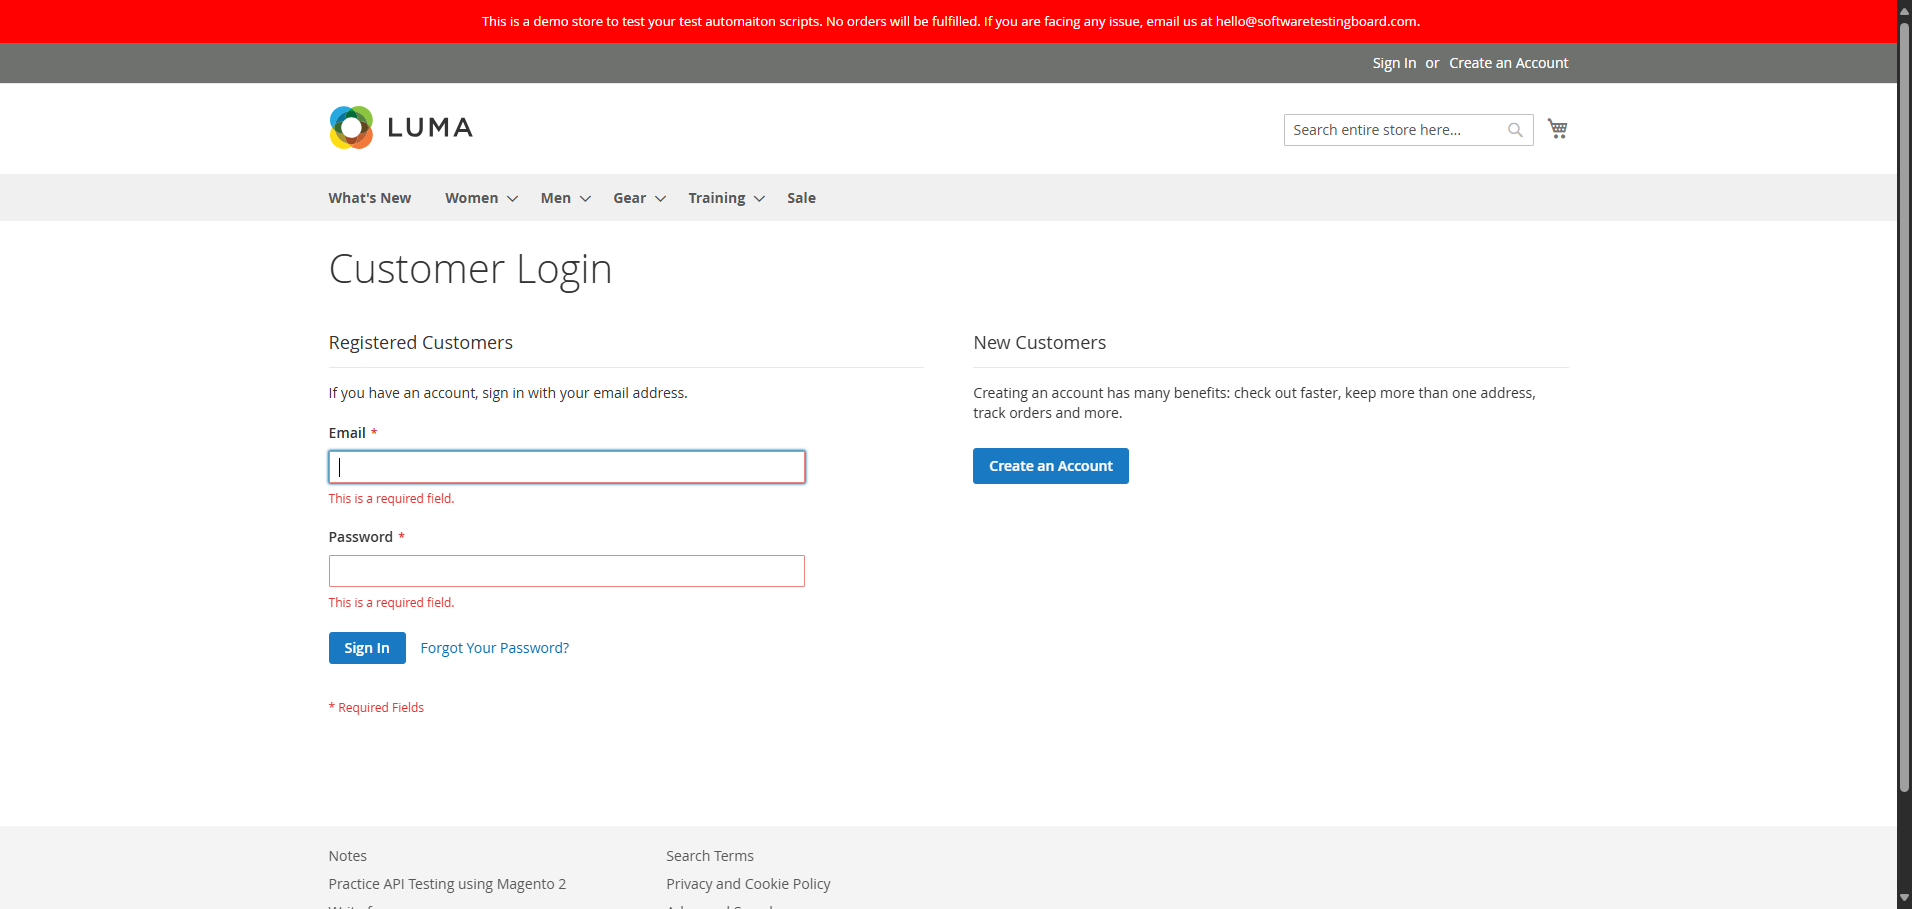 This is a demo store to test your test automaiton scripts. No orders will be fulfilled. If you are facing any issue, email us at hello@softwaretestingboard.com.
Sign In or Create an Account
LUMA
Search entire store here...
What's New Women Men Gear Training Sale
Customer Login
Registered Customers
If you have an account, sign in with your email address.
Email *
This is a required field.
Password *
This is a required field.
Sign In Forgot Your Password?
* Required Fields
New Customers
Creating an account has many benefits: check out faster, keep more than one address,
track orders and more.
Create an Account
Notes
Practice API Testing using Magento 2
Search Terms
Privacy and Cookie Policy